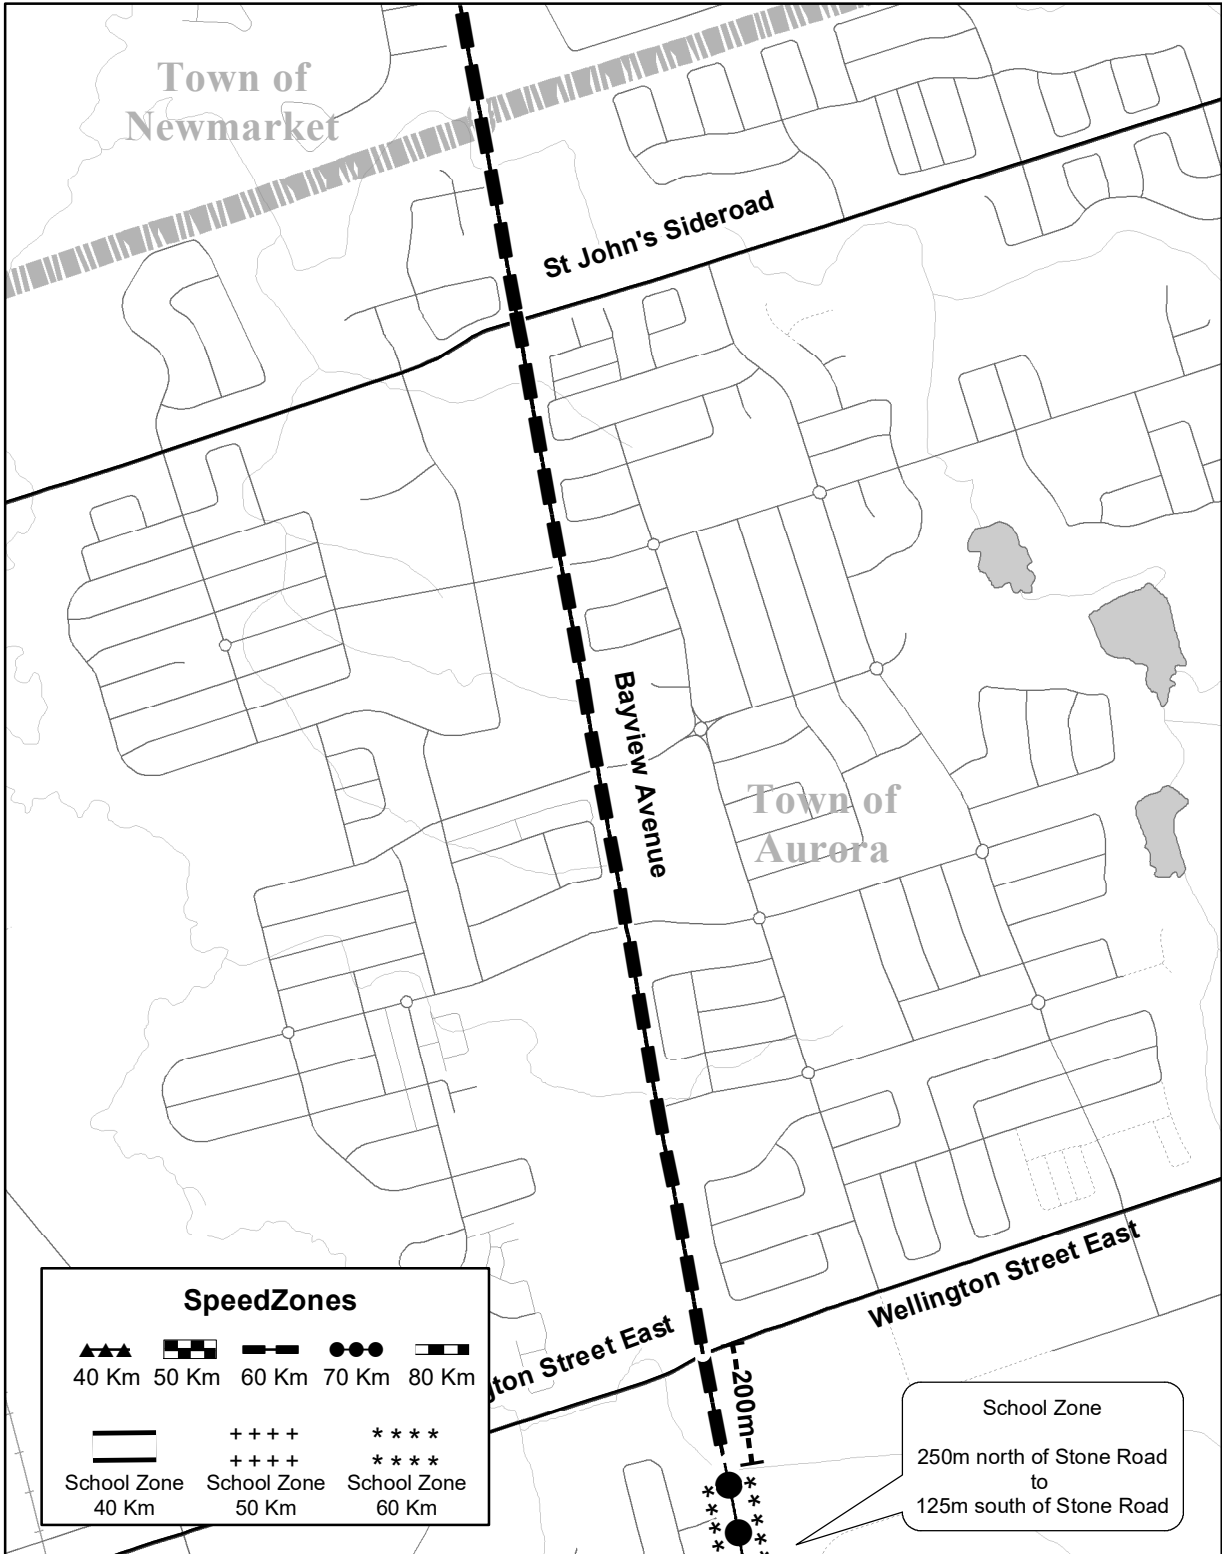 Town of
Newmarket
St John's Sideroad
Bayview Avenue
Town of
Aurora
Wellington Street East
gton Street East
200m
SpeedZones
40 Km 50 Km 60 Km 70 Km 80 Km
++++ ****
++++ ****
School Zone School Zone School Zone
40 Km 50 Km 60 Km
School Zone
250m north of Stone Road
to
125m south of Stone Road